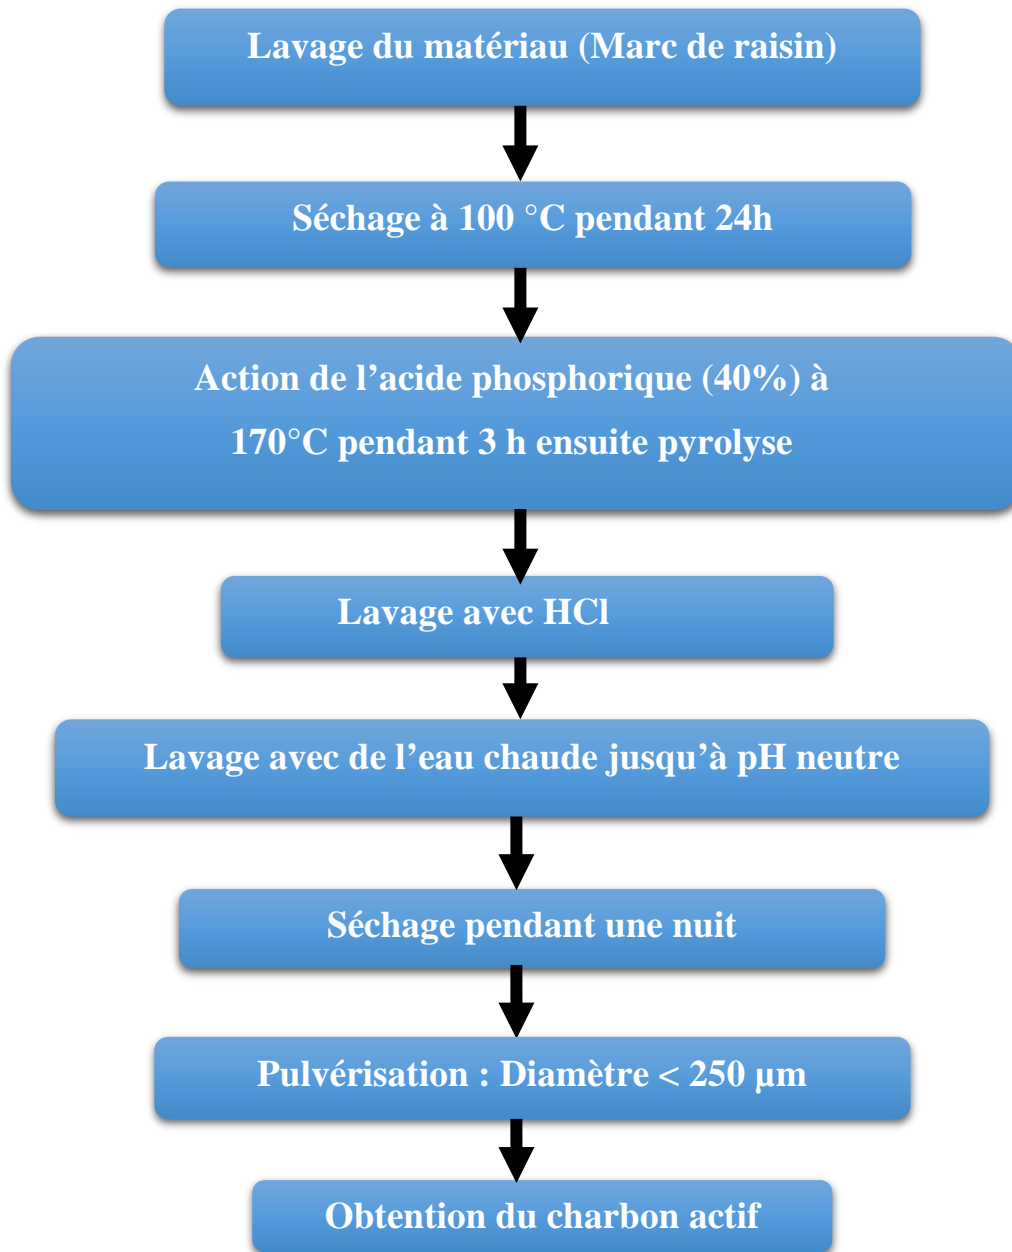 Lavage du matériau (Marc de raisin)
Séchage à 100 °C pendant 24h
Action de l’acide phosphorique (40%) à
170°C pendant 3 h ensuite pyrolyse
Lavage avec HCl
Lavage avec de l’eau chaude jusqu’à pH neutre
Séchage pendant une nuit
Pulvérisation : Diamètre < 250 µm
Obtention du charbon actif